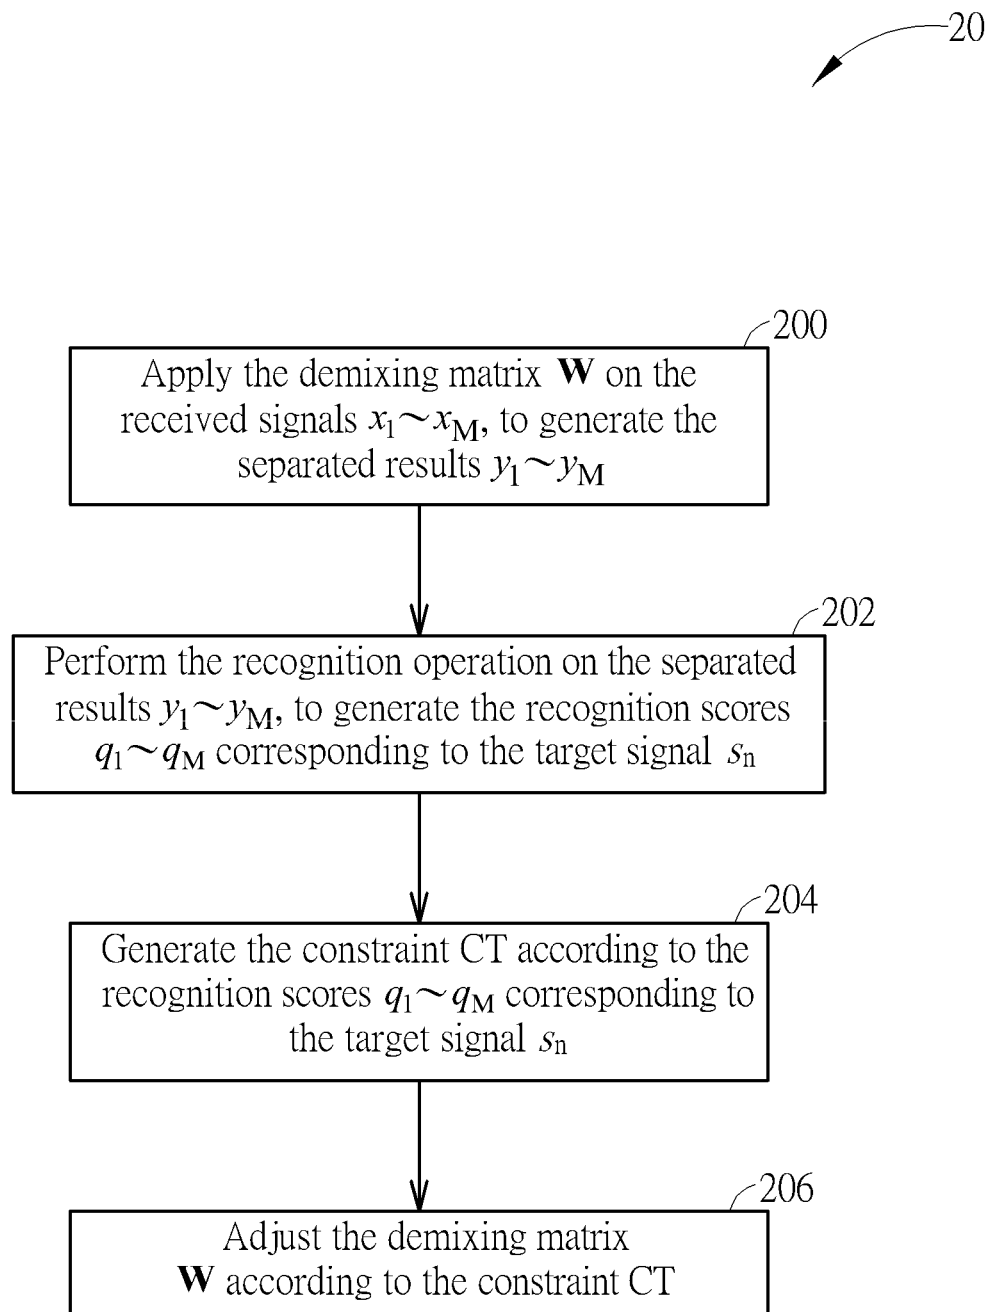 20
200
Apply the demixing matrix W on the
received signals x1~xM, to generate the
separated results y1~yM
202
Perform the recognition operation on the separated
results y1~yM, to generate the recognition scores
q1~qM corresponding to the target signal sn
204
Generate the constraint CT according to the
recognition scores q1~qM corresponding to
the target signal sn
206
Adjust the demixing matrix
W according to the constraint CT